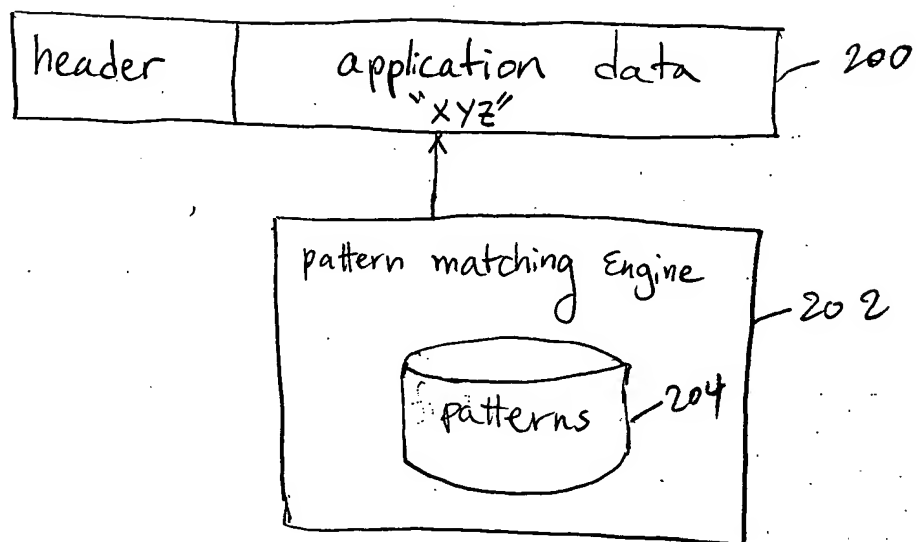 header application data 200
"XYZ"
pattern matching Engine
202
patterns 204